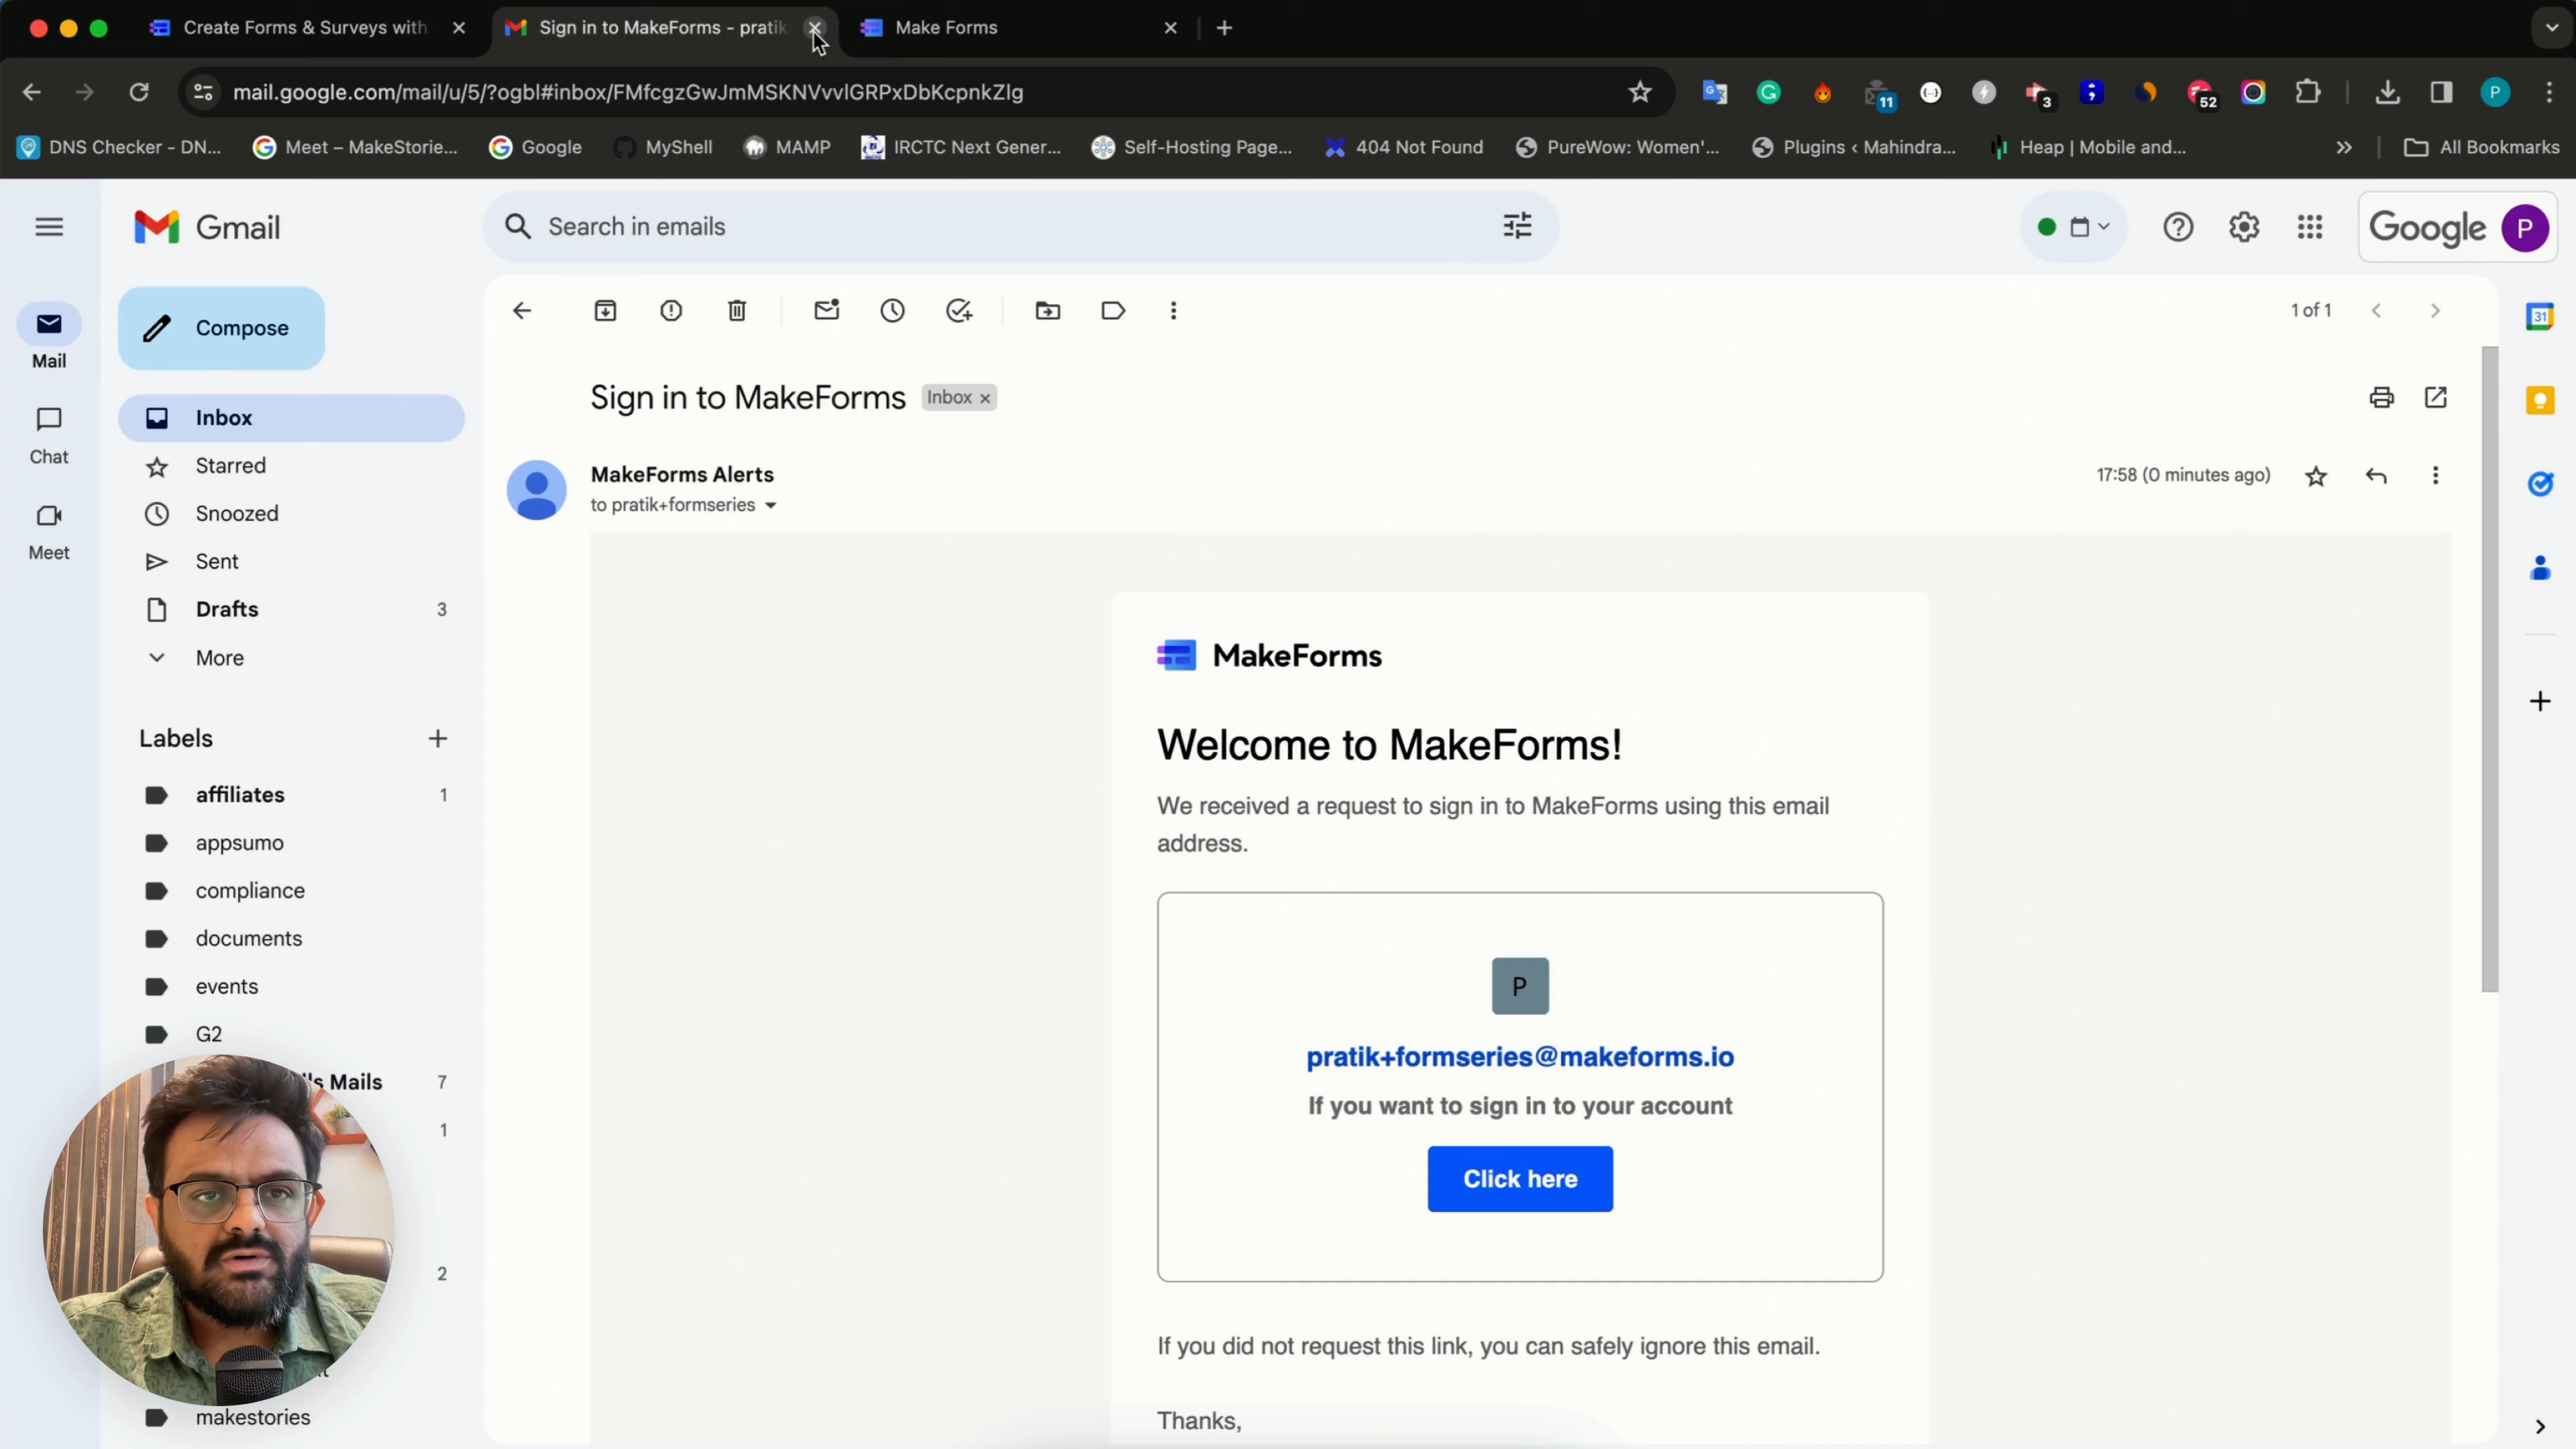 Create Forms & Surveys with
Sign in to MakeForms - pratik
Make Forms
mail.google.com/mail/u/5/?ogbl#inbox/FMfcgzGwJmMSKNVvvlGRPxDbKcpnkZlg
11
3
52
P
DNS Checker - DN...
Meet – MakeStorie...
Google
MyShell
MAMP
IRCTC Next Gener...
Self-Hosting Page...
404 Not Found
PureWow: Women'...
Plugins ‹ Mahindra...
Heap | Mobile and...
All Bookmarks
Gmail
Search in emails
Google
P
Compose
Mail
Chat
Meet
Inbox
Starred
Snoozed
Sent
Drafts 3
More
Labels
affiliates 1
appsumo
compliance
documents
events
G2
Mails 7
1
2
makestories
1 of 1
31
Sign in to MakeForms
Inbox
MakeForms Alerts
to pratik+formseries
17:58 (0 minutes ago)
MakeForms
Welcome to MakeForms!
We received a request to sign in to MakeForms using this email
address.
P
pratik+formseries@makeforms.io
If you want to sign in to your account
Click here
If you did not request this link, you can safely ignore this email.
Thanks,